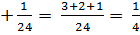 + 1/24 = (3+2+1)/24 = 1/4